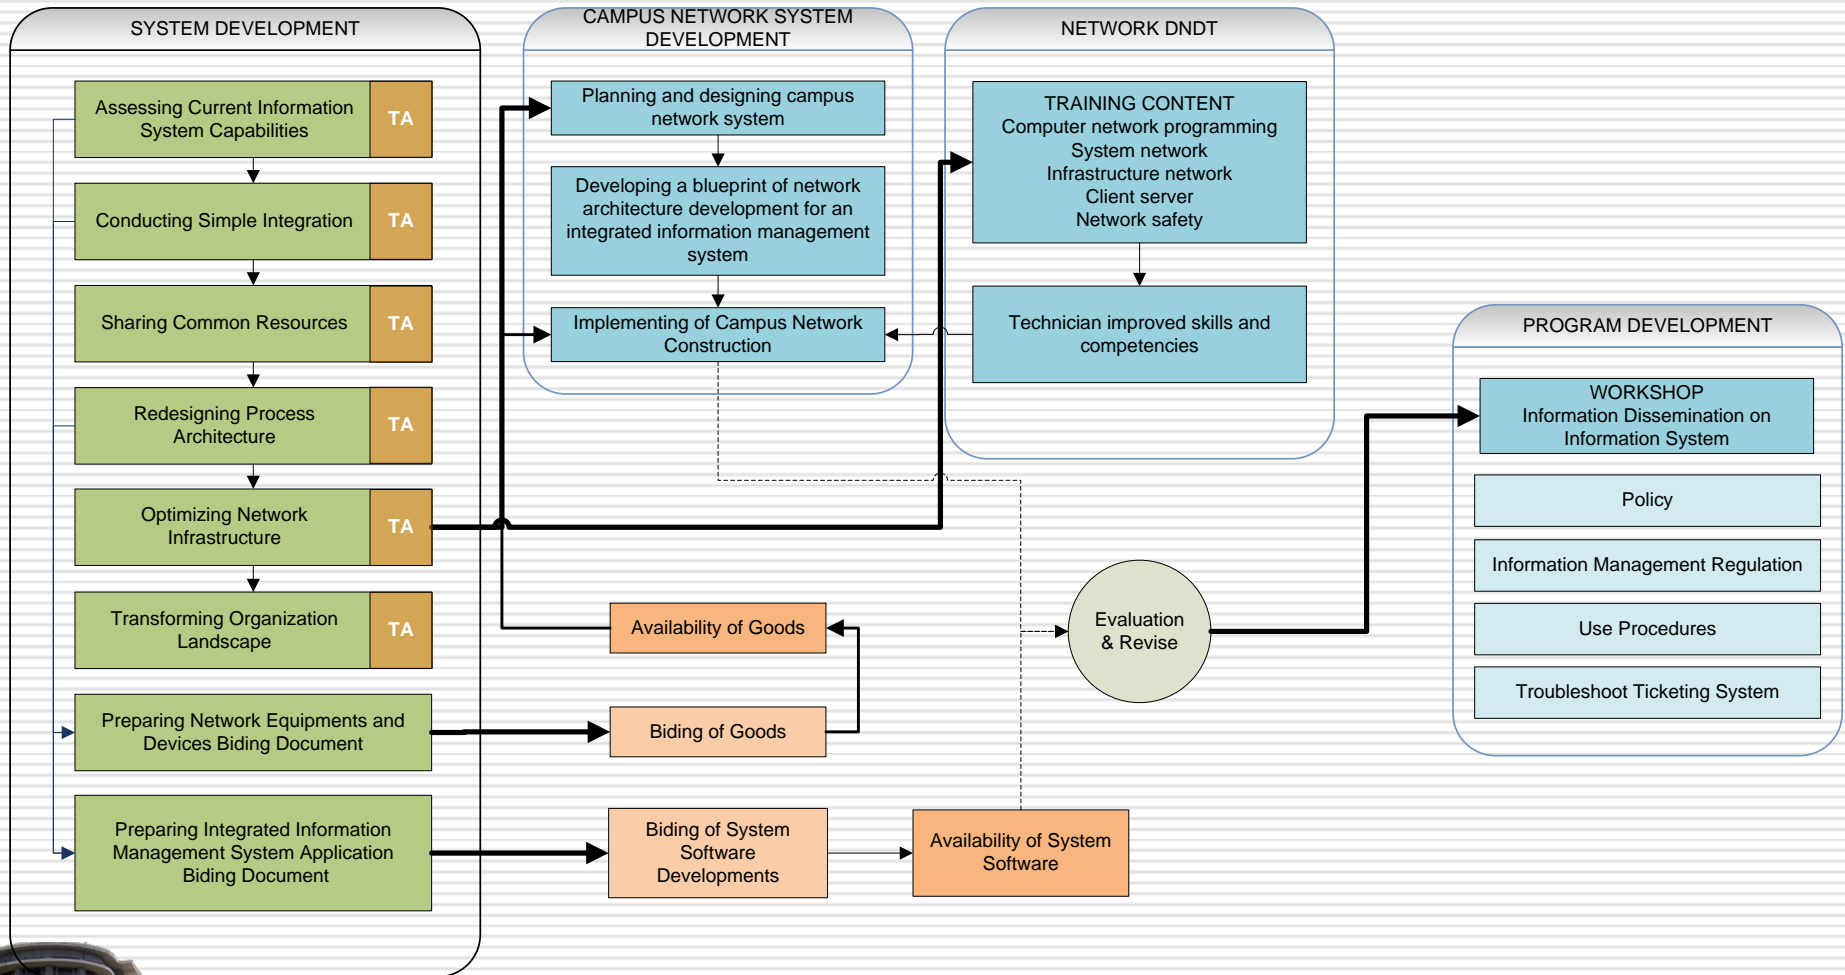 SYSTEM DEVELOPMENT
Assessing Current Information
System Capabilities
TA
Conducting Simple Integration
TA
Sharing Common Resources
TA
Redesigning Process
Architecture
TA
Optimizing Network
Infrastructure
TA
Transforming Organization
Landscape
TA
Preparing Network Equipments and
Devices Biding Document
Preparing Integrated Information
Management System Application
Biding Document
CAMPUS NETWORK SYSTEM
DEVELOPMENT
Planning and designing campus
network system
Developing a blueprint of network
architecture development for an
integrated information management
system
Implementing of Campus Network
Construction
Availability of Goods
Biding of Goods
Biding of System
Software
Developments
Availability of System
Software
NETWORK DNDT
TRAINING CONTENT
Computer network programming
System network
Infrastructure network
Client server
Network safety
Technician improved skills and
competencies
Evaluation
& Revise
PROGRAM DEVELOPMENT
WORKSHOP
Information Dissemination on
Information System
Policy
Information Management Regulation
Use Procedures
Troubleshoot Ticketing System